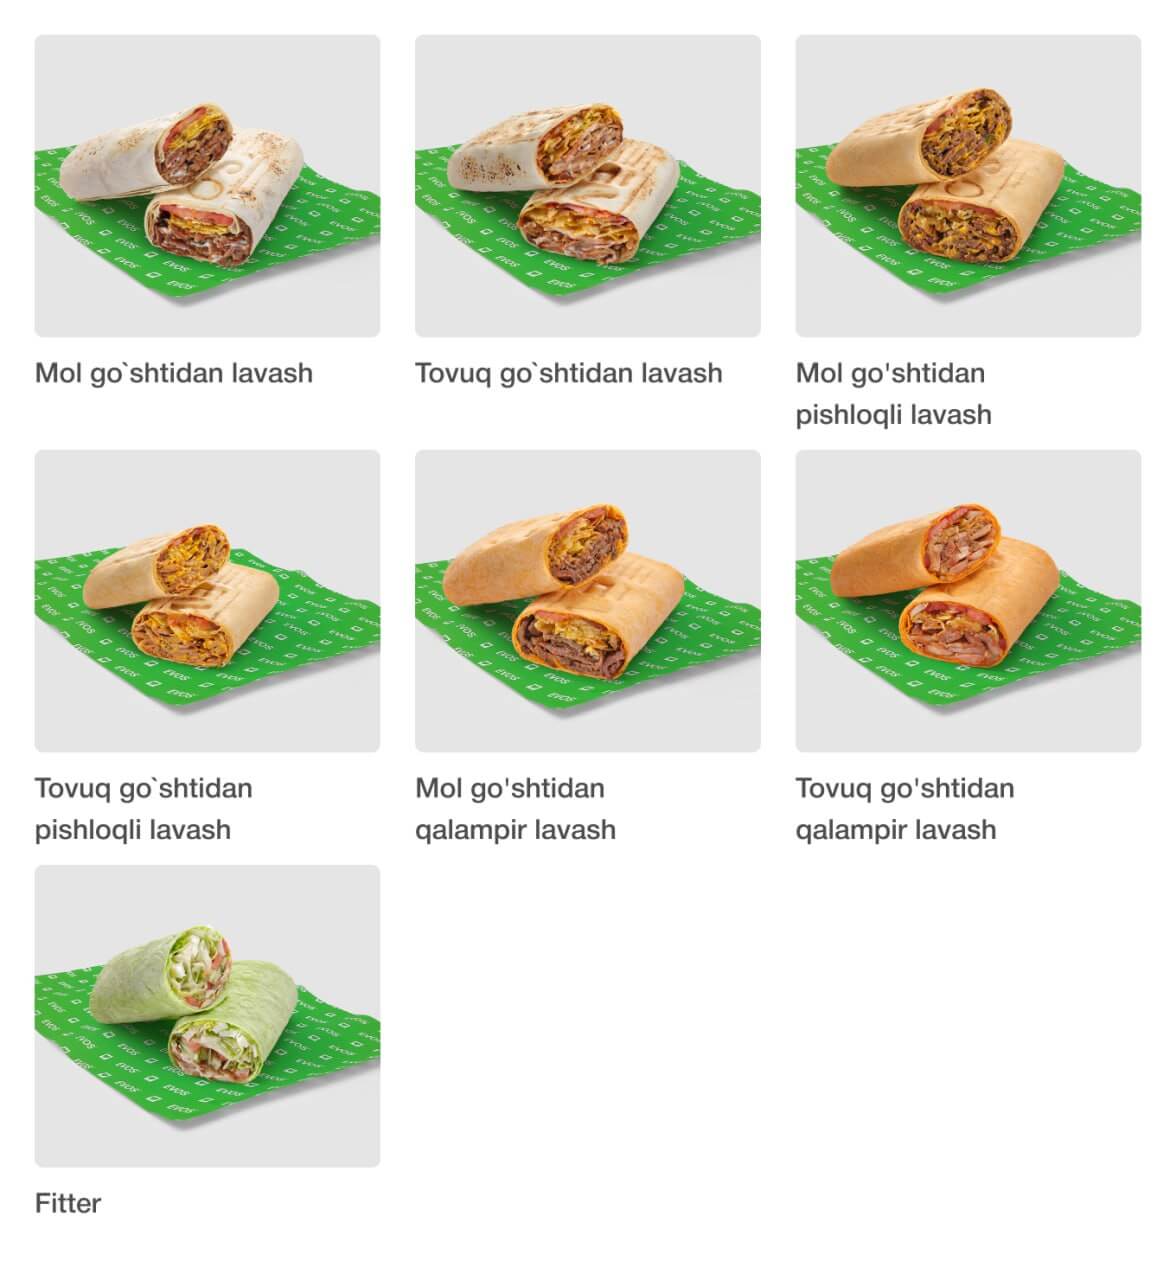 Mol go`shtidan lavash
Tovuq go`shtidan lavash
Mol go'shtidan
pishloqli lavash
Tovuq go`shtidan
pishloqli lavash
Mol go'shtidan
qalampir lavash
Tovuq go'shtidan
qalampir lavash
Fitter
EVOS